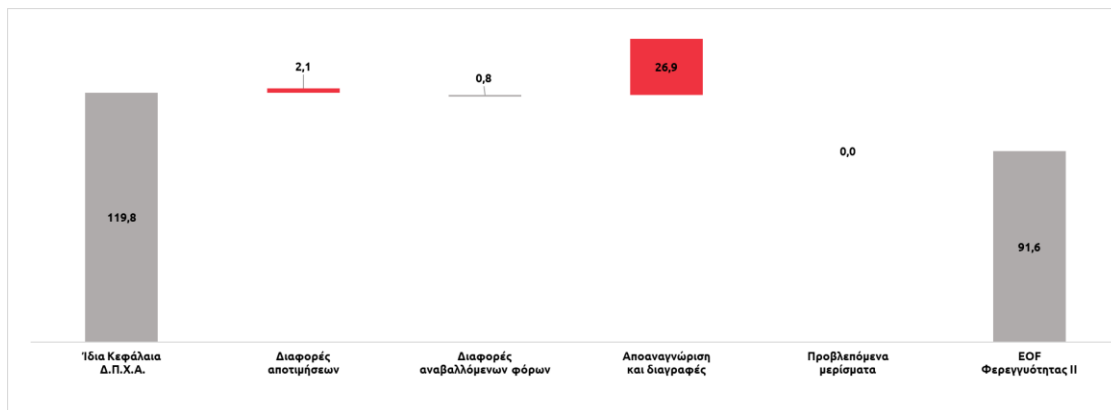 2,1
0,8
26,9
0,0
119,8
91,6
Ίδια Κεφάλαια
Δ.Π.Χ.Α.
Διαφορές
αποτιμήσεων
Διαφορές
αναβαλλόμενων φόρων
Αποαναγνώριση
και διαγραφές
Προβλεπόμενα
μερίσματα
EOF
Φερεγγυότητας ΙΙ